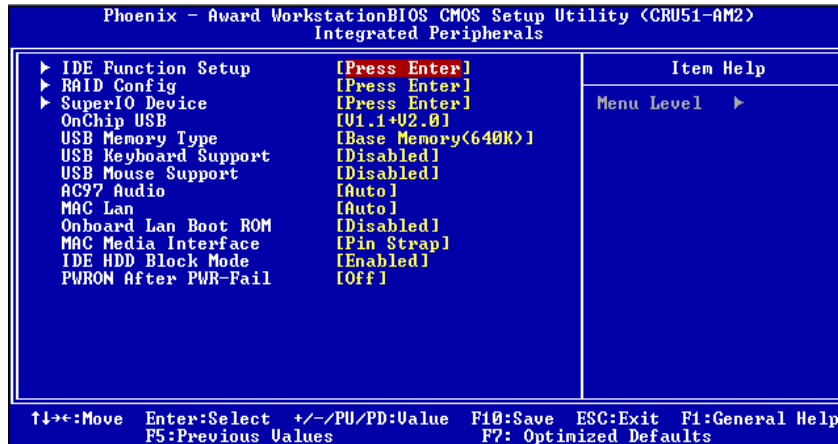 Phoenix - Award WorkstationBIOS CMOS Setup Utility (CRU51-AM2)
Integrated Peripherals
► IDE Function Setup [Press Enter]
► RAID Config [Press Enter]
► SuperIO Device [Press Enter]
OnChip USB [V1.1+V2.0]
USB Memory Type [Base Memory(640K)]
USB Keyboard Support [Disabled]
USB Mouse Support [Disabled]
AC97 Audio [Auto]
MAC Lan [Auto]
Onboard Lan Boot ROM [Disabled]
MAC Media Interface [Pin Strap]
IDE HDD Block Mode [Enabled]
PWRON After PWR-Fail [Off]
Item Help
Menu Level ►
↑↓→←:Move Enter:Select +/-/PU/PD:Value F10:Save ESC:Exit F1:General Help
F5:Previous Values F7: Optimized Defaults